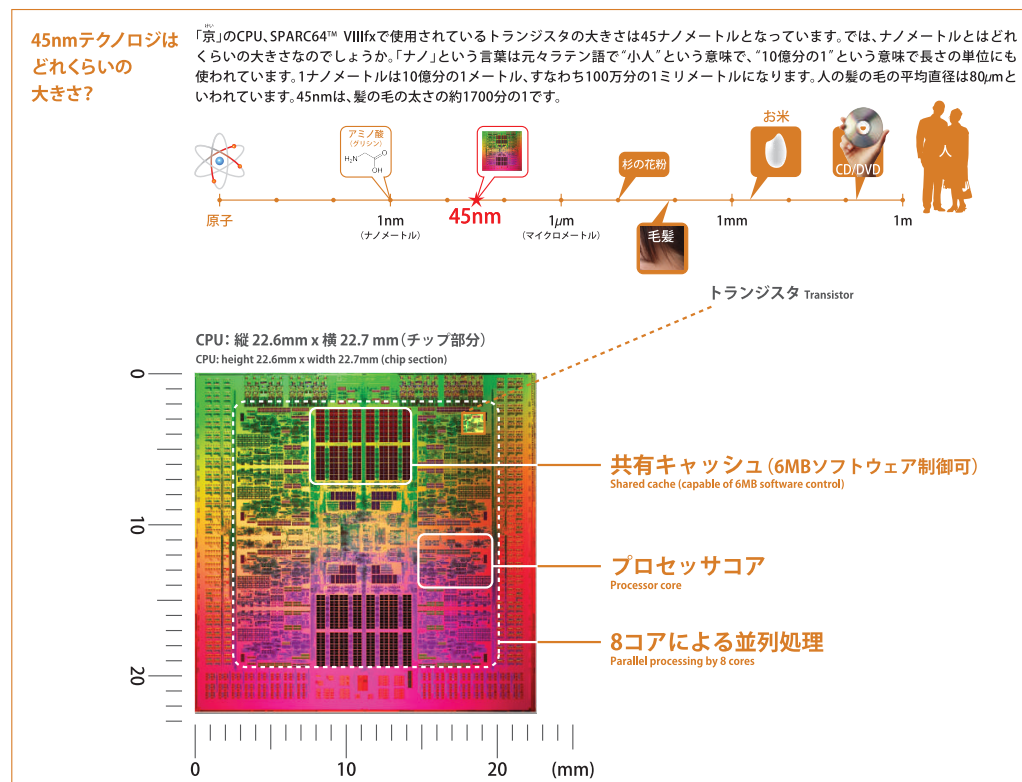 45nmテクノロジは
どれくらいの
大きさ?
けい
「京」のCPU、SPARC64™ VIIIfxで使用されているトランジスタの大きさは45ナノメートルとなっています。では、ナノメートルとはどれ
くらいの大きさなのでしょうか。「ナノ」という言葉は元々ラテン語で“小人”という意味で、“10億分の1”という意味で長さの単位にも
使われています。1ナノメートルは10億分の1メートル、すなわち100万分の1ミリメートルになります。人の髪の毛の平均直径は80μmと
いわれています。45nmは、髪の毛の太さの約1700分の1です。
アミノ酸
(グリシン)
H₂N
O
OH
杉の花粉
お米
CD/DVD
人
原子
1nm
(ナノメートル)
45nm
1μm
(マイクロメートル)
毛髪
1mm
1m
トランジスタ Transistor
CPU: 縦 22.6mm x 横 22.7 mm(チップ部分)
CPU: height 22.6mm x width 22.7mm (chip section)
0
10
20
共有キャッシュ(6MBソフトウェア制御可)
Shared cache (capable of 6MB software control)
プロセッサコア
Processor core
8コアによる並列処理
Parallel processing by 8 cores
0 10 20 (mm)